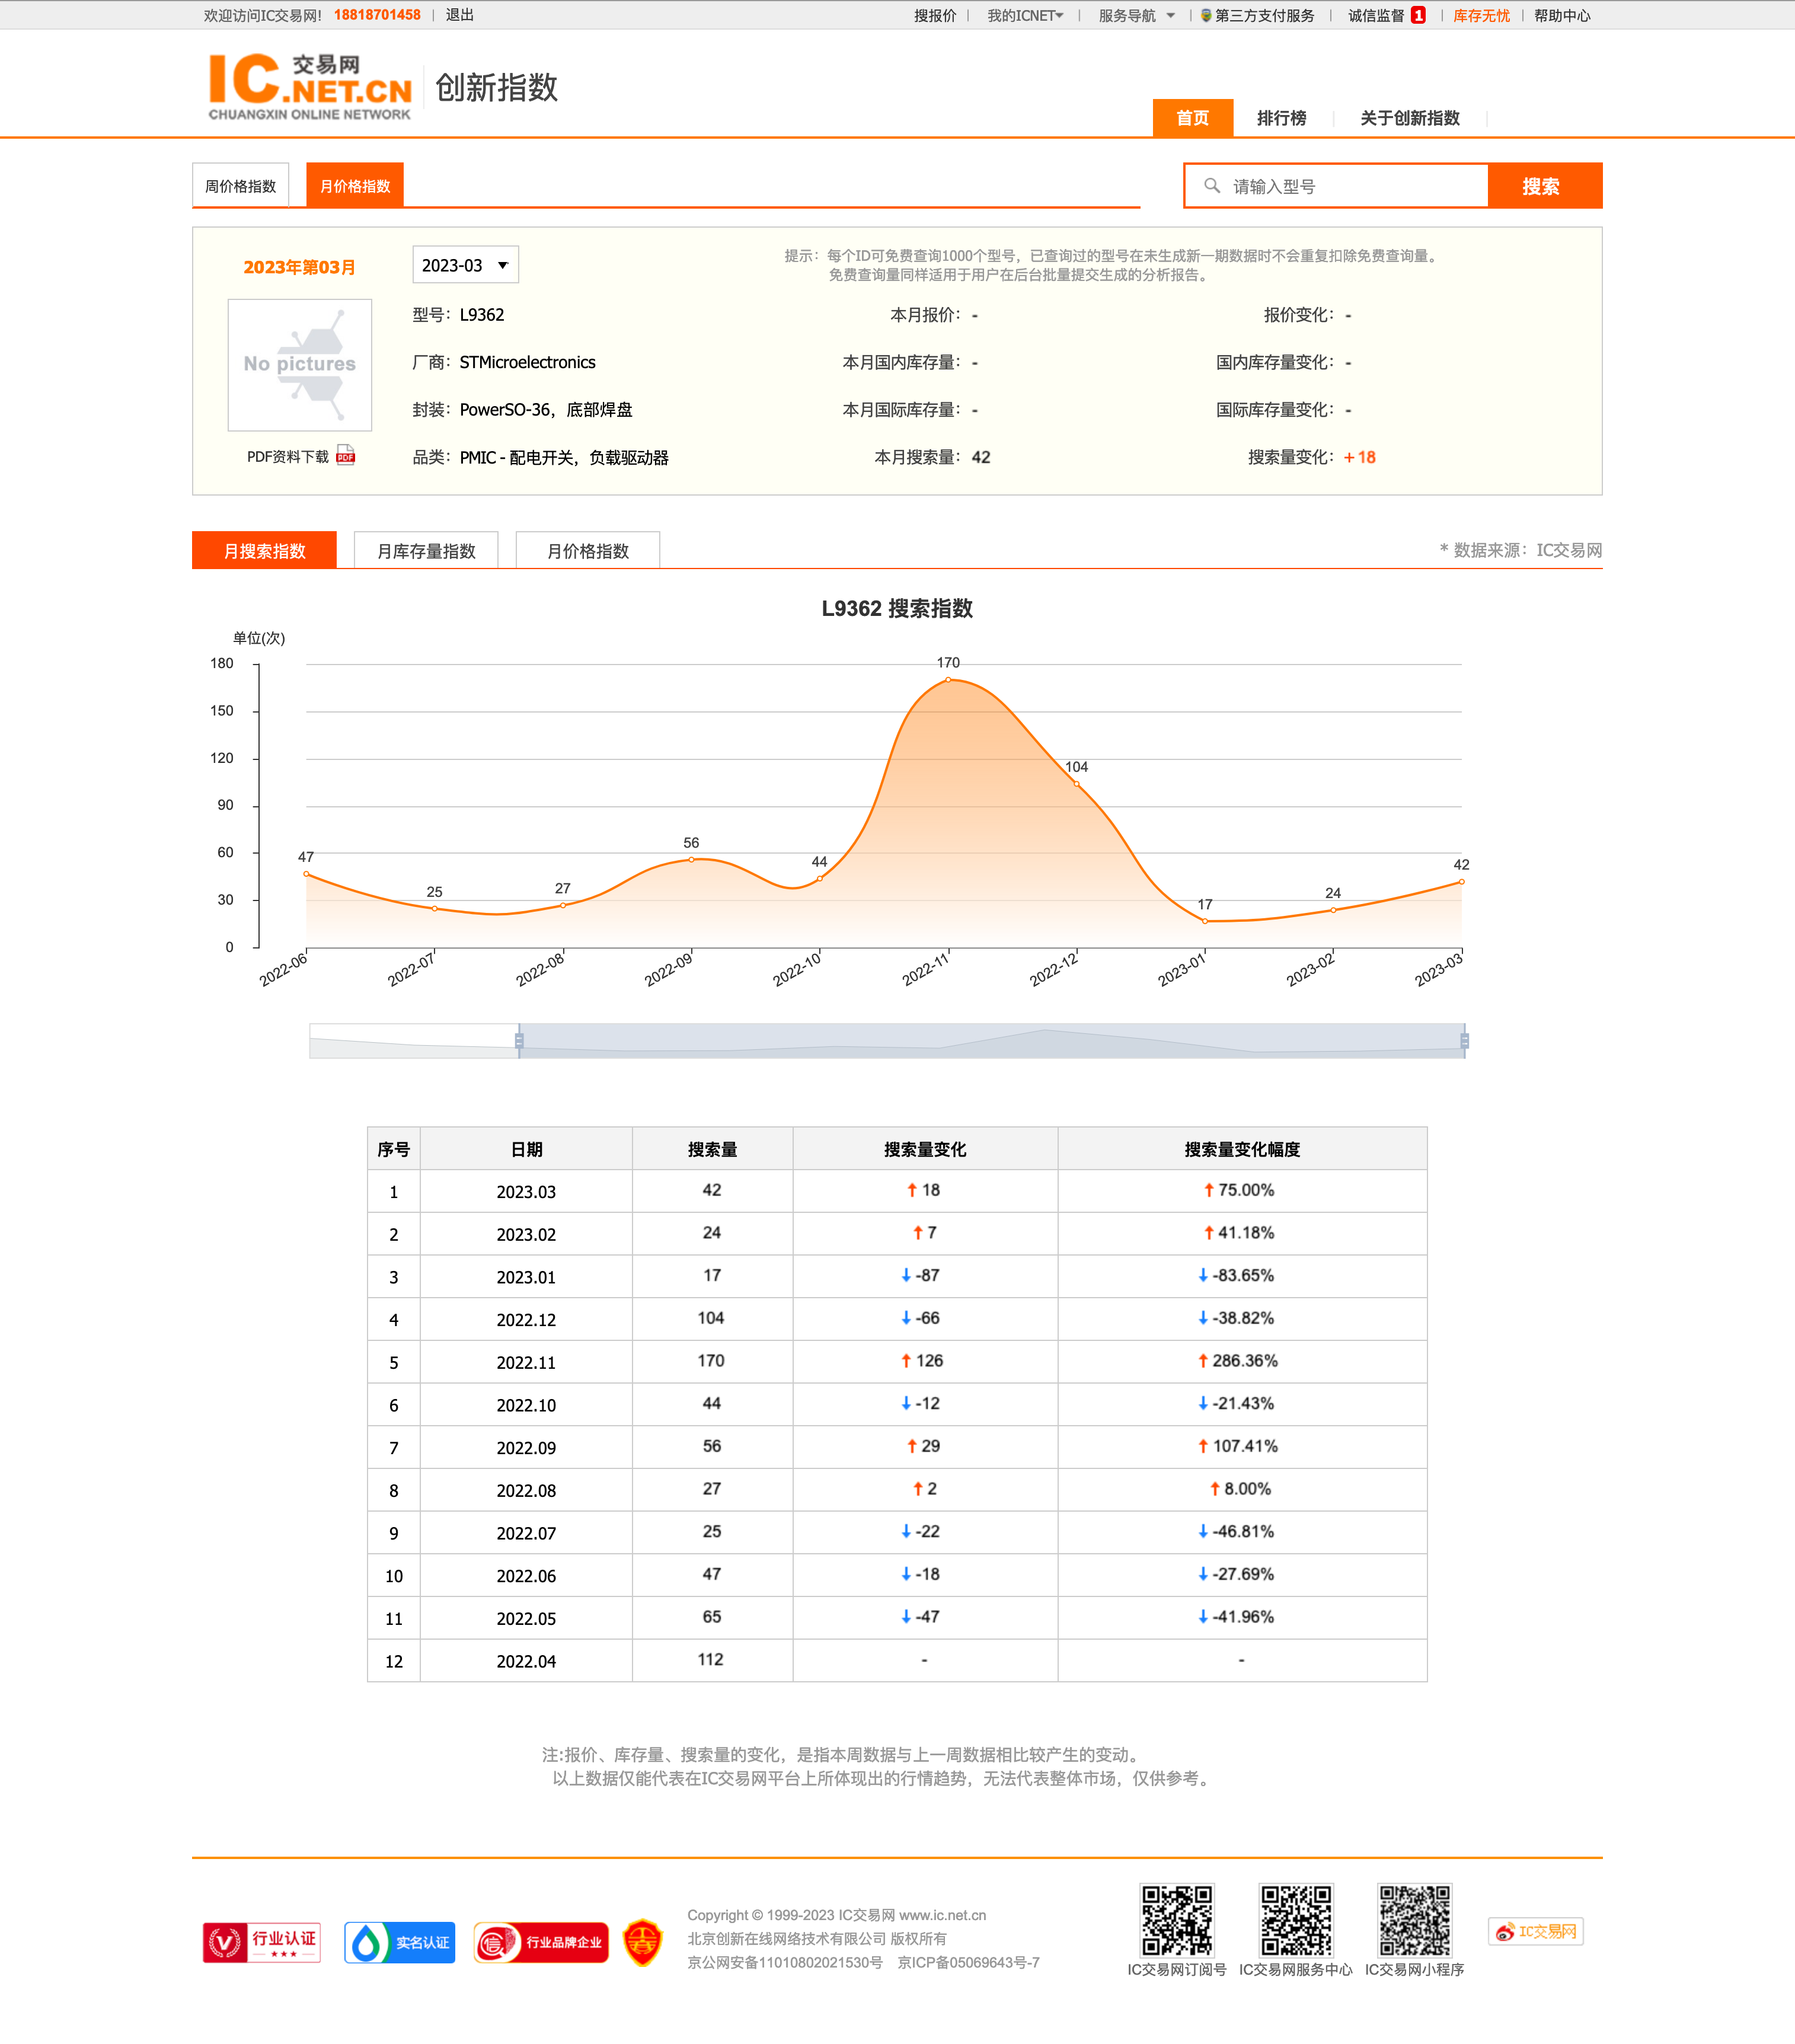 欢迎访问IC交易网! 18818701458 | 退出 搜报价 | 我的ICNET | 服务导航 | 第三方支付服务 | 诚信监督 1 | 库存无忧 | 帮助中心
IC 交易网
.NET.CN
CHUANGXIN ONLINE NETWORK
创新指数
首页 排行榜 关于创新指数
周价格指数 月价格指数 请输入型号 搜索
2023年第03月 2023-03
提示：每个ID可免费查询1000个型号，已查询过的型号在未生成新一期数据时不会重复扣除免费查询量。
免费查询量同样适用于用户在后台批量提交生成的分析报告。
No pictures
型号：L9362 本月报价：- 报价变化：-
厂商：STMicroelectronics 本月国内库存量：- 国内库存量变化：-
封装：PowerSO-36，底部焊盘 本月国际库存量：- 国际库存量变化：-
PDF资料下载 PDF 品类：PMIC - 配电开关，负载驱动器 本月搜索量：42 搜索量变化：+18
月搜索指数 月库存量指数 月价格指数 * 数据来源：IC交易网
L9362 搜索指数
单位(次)
180
150
120
90
60
30
0
47 25 27 56 44 170 104 17 24 42
2022-06 2022-07 2022-08 2022-09 2022-10 2022-11 2022-12 2023-01 2023-02 2023-03
序号 日期 搜索量 搜索量变化 搜索量变化幅度
1 2023.03 42 ↑ 18 ↑ 75.00%
2 2023.02 24 ↑ 7 ↑ 41.18%
3 2023.01 17 ↓ -87 ↓ -83.65%
4 2022.12 104 ↓ -66 ↓ -38.82%
5 2022.11 170 ↑ 126 ↑ 286.36%
6 2022.10 44 ↓ -12 ↓ -21.43%
7 2022.09 56 ↑ 29 ↑ 107.41%
8 2022.08 27 ↑ 2 ↑ 8.00%
9 2022.07 25 ↓ -22 ↓ -46.81%
10 2022.06 47 ↓ -18 ↓ -27.69%
11 2022.05 65 ↓ -47 ↓ -41.96%
12 2022.04 112 - -
注:报价、库存量、搜索量的变化，是指本周数据与上一周数据相比较产生的变动。
以上数据仅能代表在IC交易网平台上所体现出的行情趋势，无法代表整体市场，仅供参考。
行业认证 实名认证 信 行业品牌企业
Copyright © 1999-2023 IC交易网 www.ic.net.cn
北京创新在线网络技术有限公司 版权所有
京公网安备11010802021530号 京ICP备05069643号-7
IC交易网订阅号 IC交易网服务中心 IC交易网小程序
IC交易网